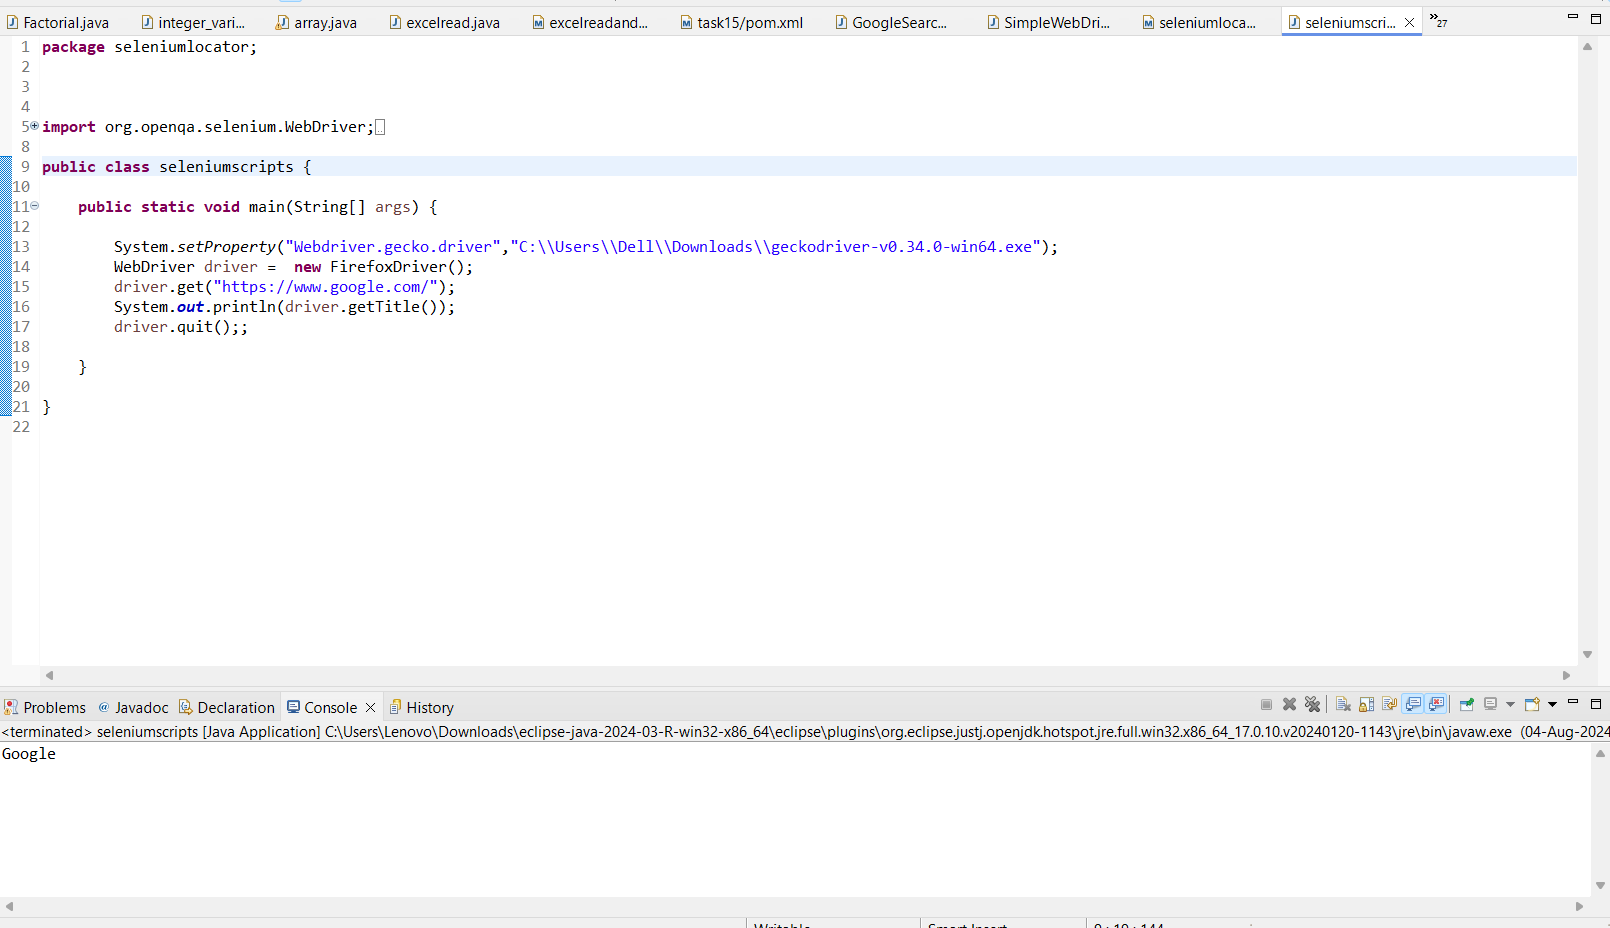 Factorial.java integer_vari... array.java excelread.java excelreadand... task15/pom.xml GoogleSearc... SimpleWebDri... seleniumloca... seleniumscri... »27
1 package seleniumlocator;
2
3
4
5 import org.openqa.selenium.WebDriver;
8
9 public class seleniumscripts {
10
11 public static void main(String[] args) {
12
13 System.setProperty("Webdriver.gecko.driver","C:\\Users\\Dell\\Downloads\\geckodriver-v0.34.0-win64.exe");
14 WebDriver driver =  new FirefoxDriver();
15 driver.get("https://www.google.com/");
16 System.out.println(driver.getTitle());
17 driver.quit();;
18
19 }
20
21 }
22
Problems @ Javadoc Declaration Console History
<terminated> seleniumscripts [Java Application] C:\Users\Lenovo\Downloads\eclipse-java-2024-03-R-win32-x86_64\eclipse\plugins\org.eclipse.justj.openjdk.hotspot.jre.full.win32.x86_64_17.0.10.v20240120-1143\jre\bin\javaw.exe (04-Aug-2024
Google
Writable Smart Insert 9 : 19 : 144